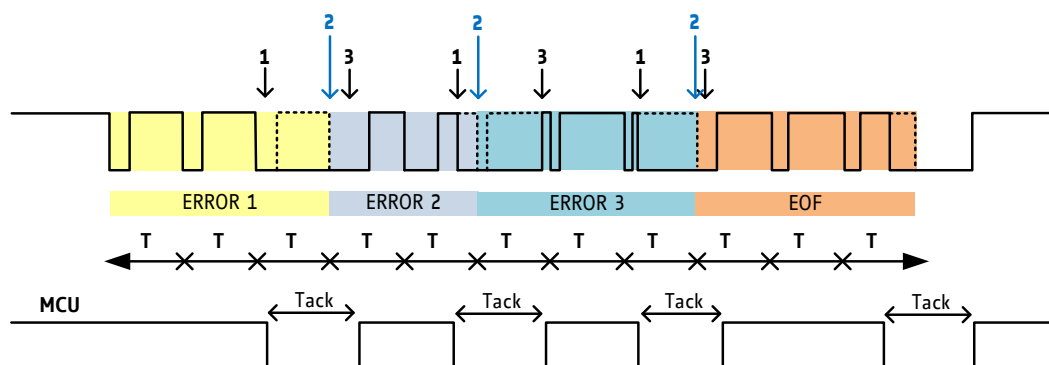 2 2 2
1 3 1 3 1 3
ERROR 1 ERROR 2 ERROR 3 EOF
T T T T T T T T T T T
Tack Tack Tack Tack
MCU